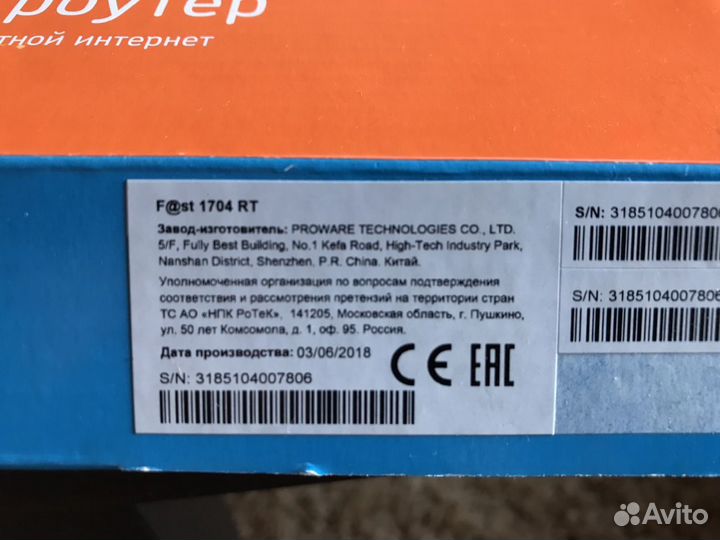 роутер
тной интернет
F@st 1704 RT
Завод-изготовитель: PROWARE TECHNOLOGIES CO., LTD.
5/F, Fully Best Building, No.1 Kefa Road, High-Tech Industry Park,
Nanshan District, Shenzhen, P.R. China. Китай.
Уполномоченная организация по вопросам подтверждения
соответствия и рассмотрения претензий на территории стран
ТС АО «НПК РоТеК», 141205, Московская область, г. Пушкино,
ул. 50 лет Комсомола, д. 1, оф. 95. Россия.
Дата производства: 03/06/2018
S/N: 3185104007806
CE EAC
S/N: 3185104007806
S/N: 3185104007806
Avito